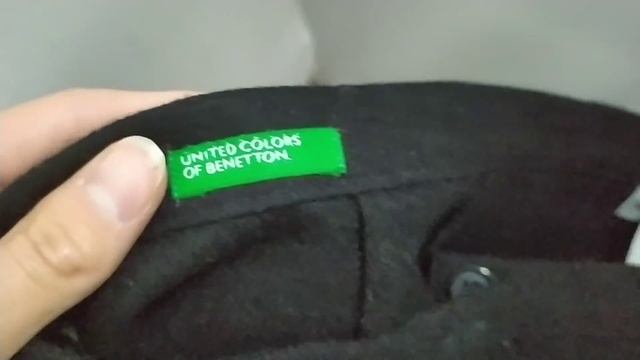 UNITED COLORS
OF BENETTON.